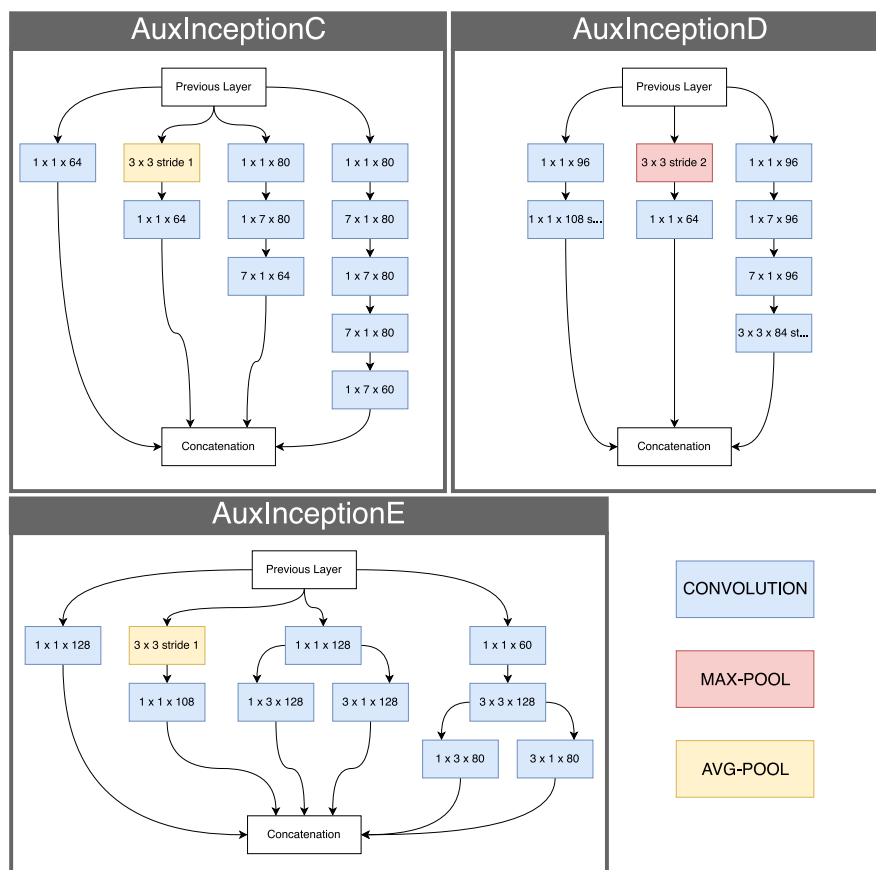 AuxInceptionC
Previous Layer
1 x 1 x 64
3 x 3 stride 1
1 x 1 x 80
1 x 1 x 80
1 x 1 x 64
1 x 7 x 80
7 x 1 x 80
7 x 1 x 64
1 x 7 x 80
7 x 1 x 80
1 x 7 x 60
Concatenation
AuxInceptionD
Previous Layer
1 x 1 x 96
3 x 3 stride 2
1 x 1 x 96
1 x 1 x 108 s...
1 x 1 x 64
1 x 7 x 96
7 x 1 x 96
3 x 3 x 84 st...
Concatenation
AuxInceptionE
Previous Layer
1 x 1 x 128
3 x 3 stride 1
1 x 1 x 128
1 x 1 x 60
1 x 1 x 108
1 x 3 x 128
3 x 1 x 128
3 x 3 x 128
1 x 3 x 80
3 x 1 x 80
Concatenation
CONVOLUTION
MAX-POOL
AVG-POOL